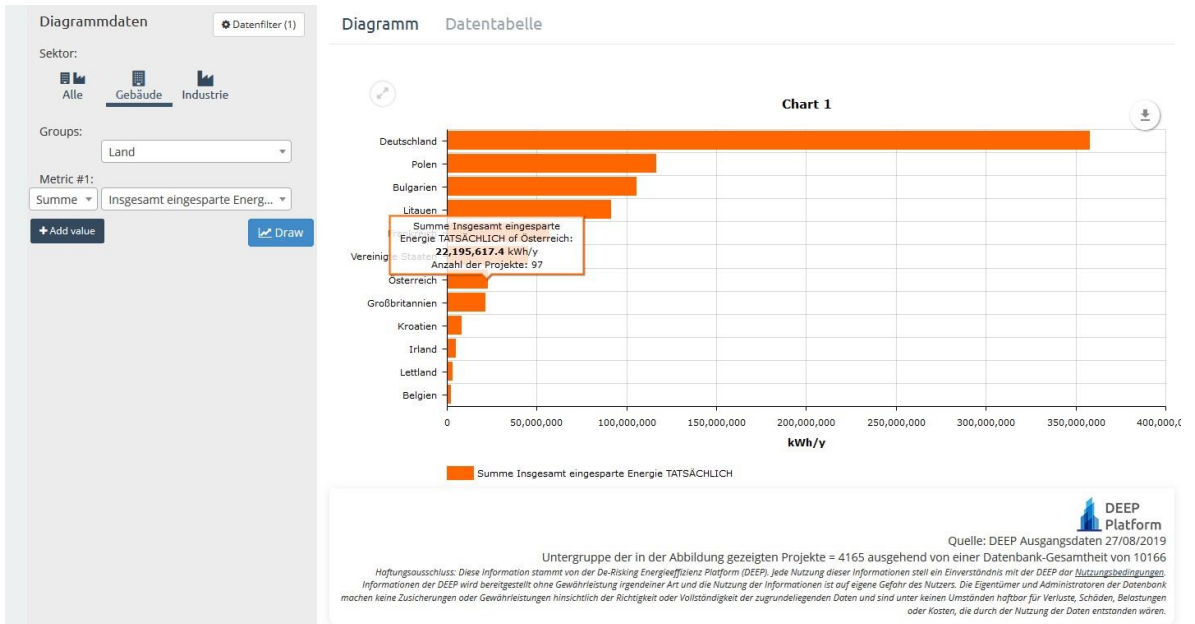 Diagrammdaten
Datenfilter (1)
Sektor:
Alle
Gebäude
Industrie
Groups:
Land
Metric #1:
Summe
Insgesamt eingesparte Energ...
+ Add value
Draw
Diagramm
Datentabelle
Chart 1
Deutschland
Polen
Bulgarien
Litauen
Vereinigte Staaten
Österreich
Großbritannien
Kroatien
Irland
Lettland
Belgien
Summe Insgesamt eingesparte
Energie TATSÄCHLICH of Österreich:
22,195,617.4 kWh/y
Anzahl der Projekte: 97
0
50,000,000
100,000,000
150,000,000
200,000,000
250,000,000
300,000,000
350,000,000
400,000,0
kWh/y
Summe Insgesamt eingesparte Energie TATSÄCHLICH
DEEP
Platform
Quelle: DEEP Ausgangsdaten 27/08/2019
Untergruppe der in der Abbildung gezeigten Projekte = 4165 ausgehend von einer Datenbank-Gesamtheit von 10166
Haftungsausschluss: Diese Information stammt von der De-Risking Energieeffizienz Platform (DEEP). Jede Nutzung dieser Informationen stell ein Einverständnis mit der DEEP dar Nutzungsbedingungen.
Informationen der DEEP wird bereitgestellt ohne Gewährleistung irgendeiner Art und die Nutzung der Information ist auf eigene Gefahr des Nutzers. Die Eigentümer und Administratoren der Datenbank
machen keine Zusicherungen oder Gewährleistungen hinsichtlich der Richtigkeit oder Vollständigkeit der zugrundeliegenden Daten und sind unter keinen Umständen haftbar für Verluste, Schäden, Belastungen
oder Kosten, die durch der Nutzung der Daten entstanden wären.